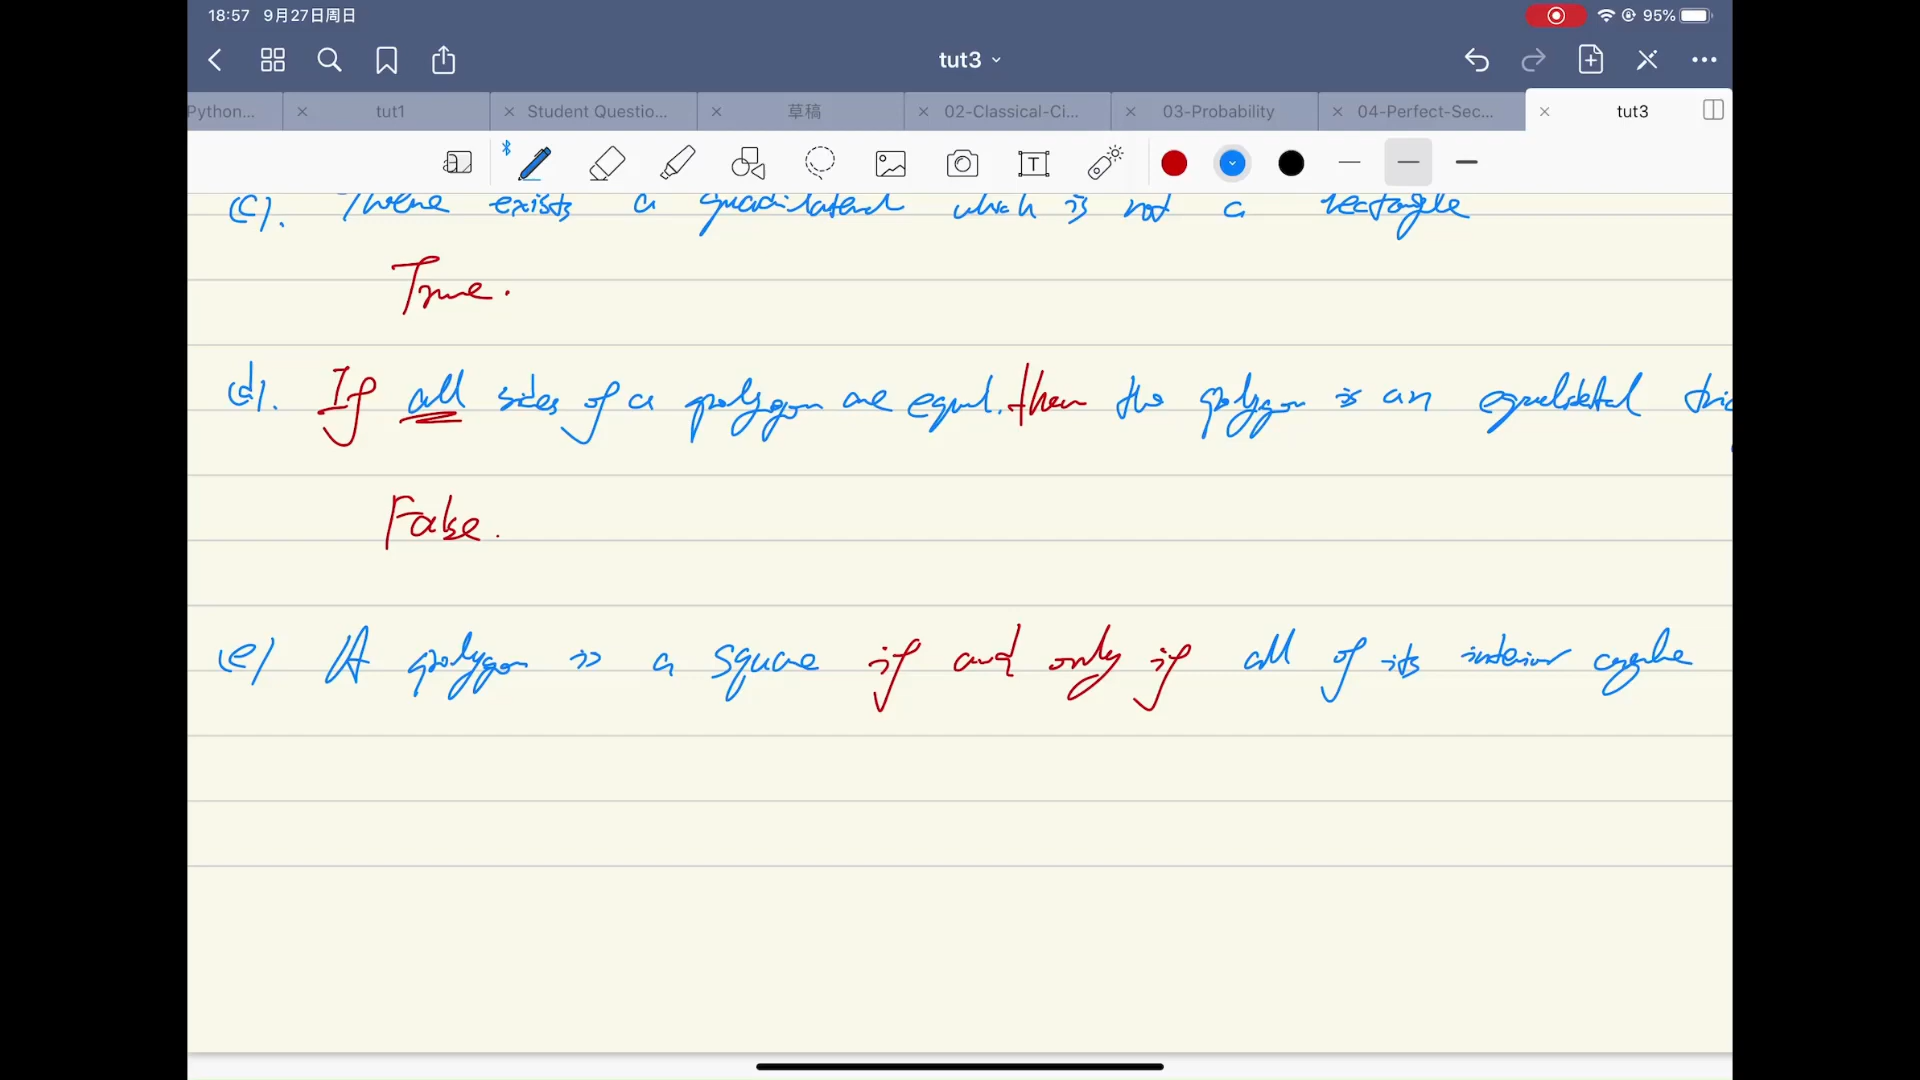 18:57 9月27日周日 95%
tut3
Python... tut1 Student Questio... 草稿 02-Classical-Ci... 03-Probability 04-Perfect-Sec... tut3
(c). There exists a quadilateral which is not a rectangle
True.
(d). If all sides of a polygon are equal. then the polygon is an
False.
(e) A polygon is a square if and only if all of its interior